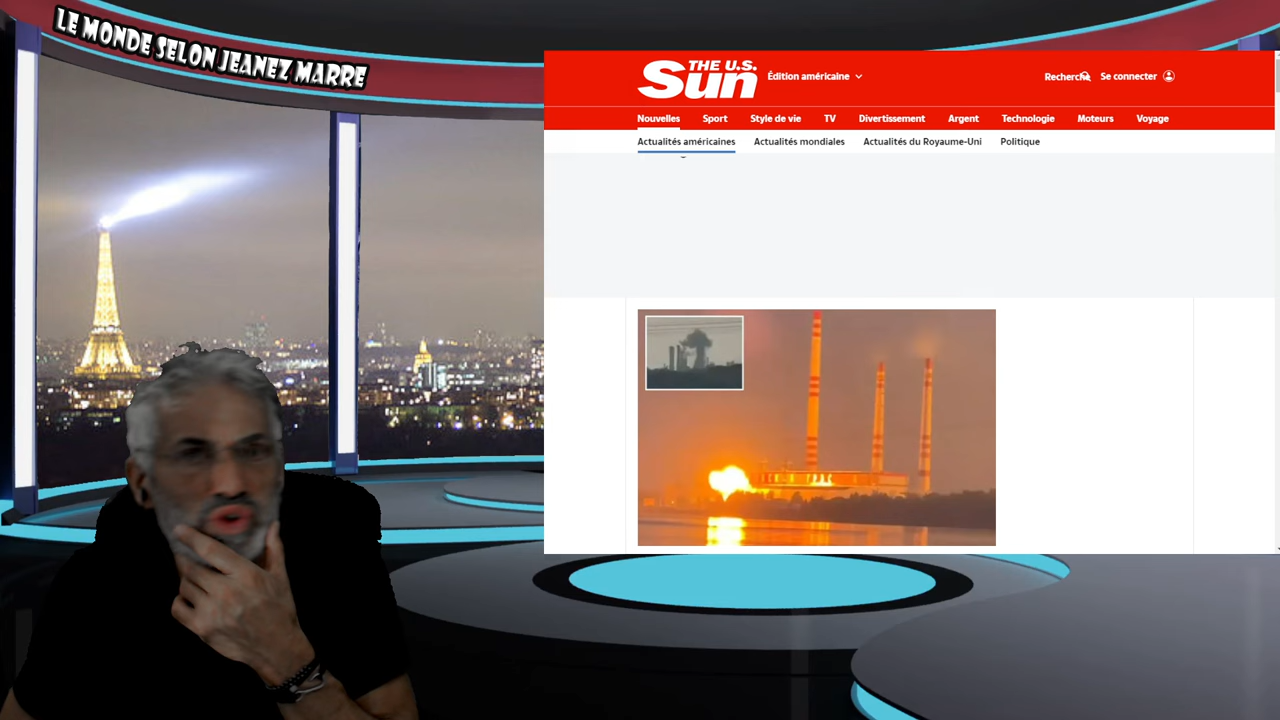 LE MONDE SELON JEANEZ MARRE
THE U.S.
Sun
Édition américaine
Recherche
Se connecter
Nouvelles Sport Style de vie TV Divertissement Argent Technologie Moteurs Voyage
Actualités américaines Actualités mondiales Actualités du Royaume-Uni Politique